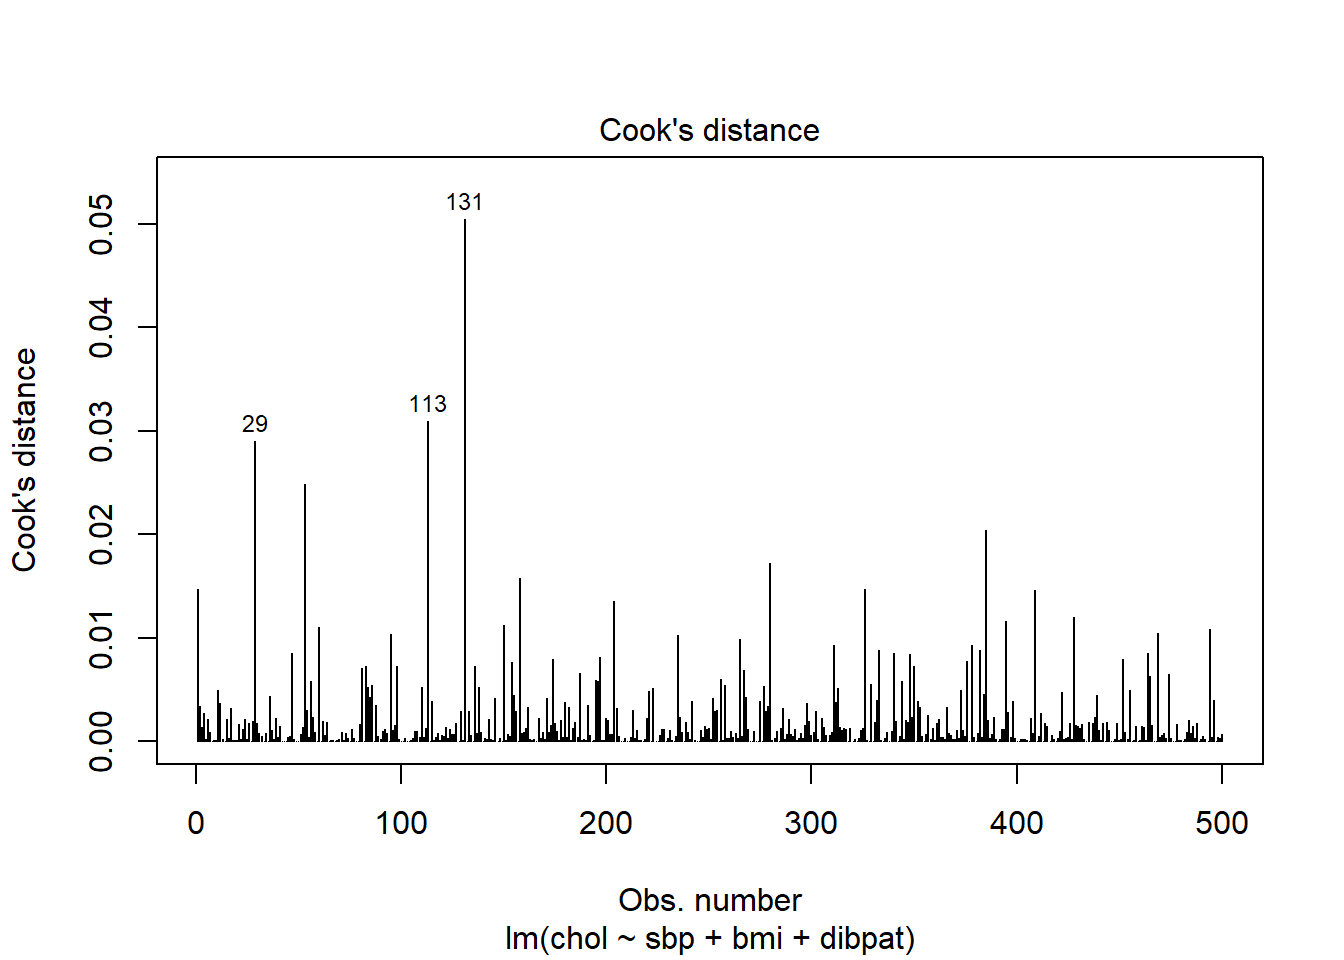 Cook's distance
131
113
29
Cook's distance
0.05
0.04
0.03
0.02
0.01
0.00
0 100 200 300 400 500
Obs. number
lm(chol ~ sbp + bmi + dibpat)